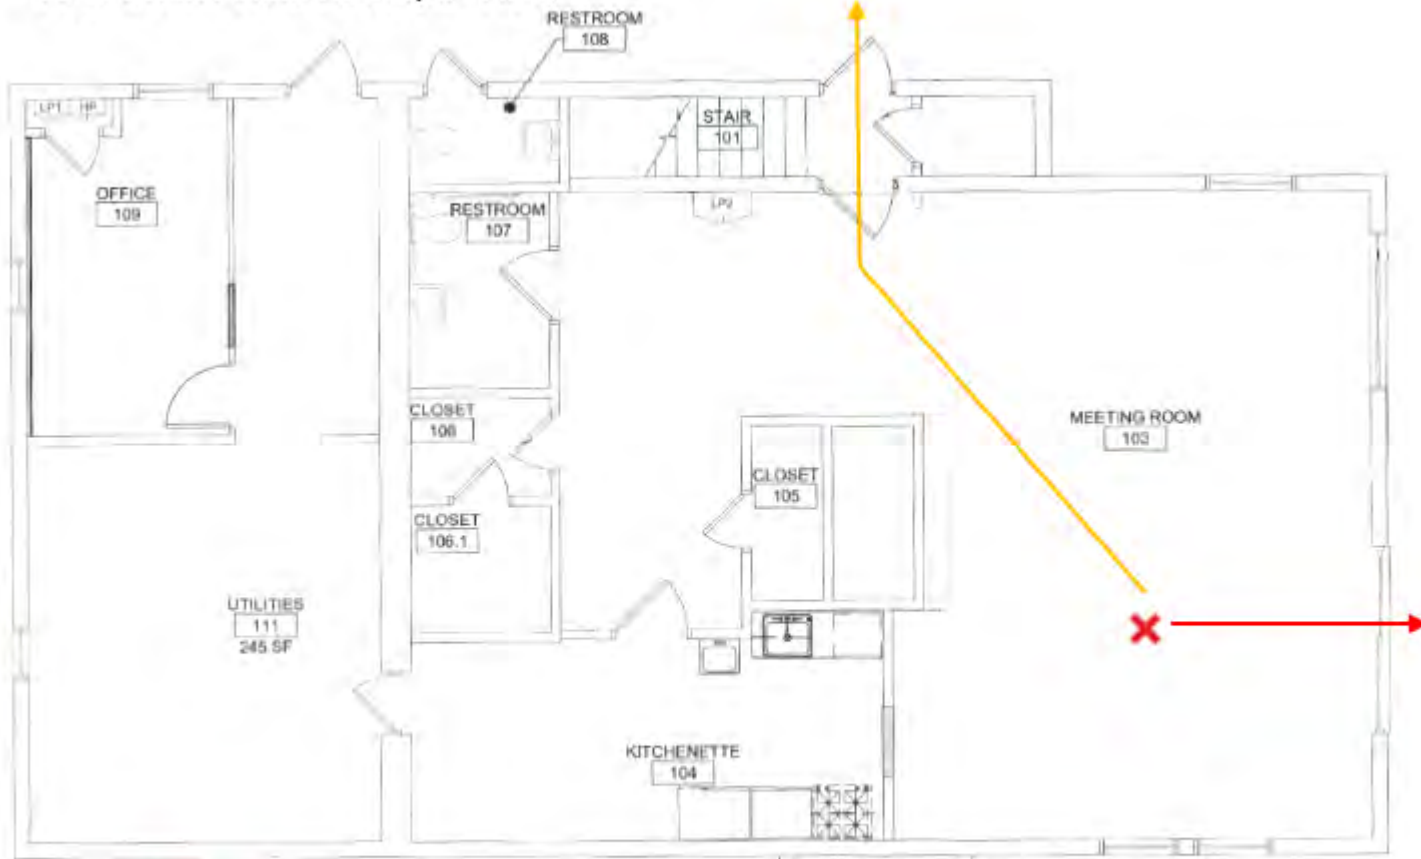 RESTROOM
108
LP1
HP
STAIR
101
OFFICE
109
RESTROOM
107
LP2
CLOSET
106
MEETING ROOM
103
CLOSET
105
CLOSET
106.1
UTILITIES
111
245 SF
KITCHENETTE
104